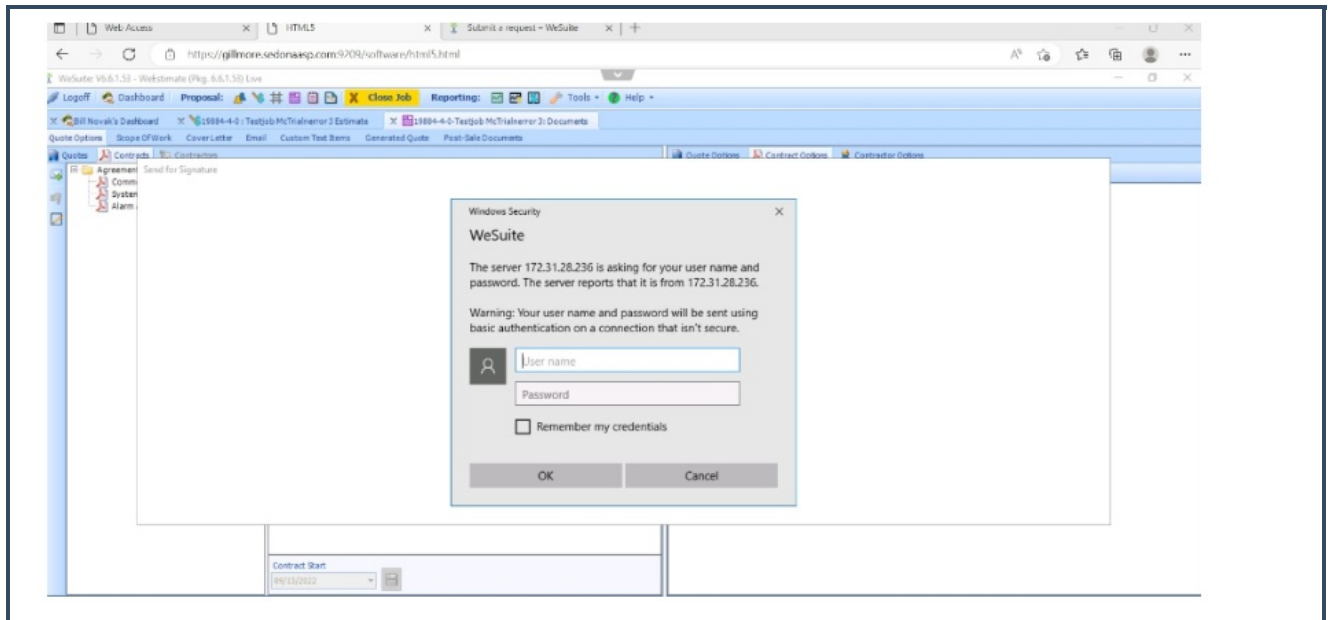 Web Access
HTML5
Submit a request – WeSuite
https://gillmore.sedonaasp.com:9209/software/html5.html
WeSuite: V6.6.1.53 - WebEstimate (Pkg. 6.6.1.53) Live
Logoff Dashboard Proposal: X Close Job Reporting: Tools Help
Bill Novak's Dashboard 19884-4-0 : Testjob McTrialnerror 3 Estimate 19884-4-0-Testjob McTrialnerror 3: Documents
Quote Options Scope Of Work Cover Letter Email Custom Text Items Generated Quote Post-Sale Documents
Quotes Contracts Contractors Quote Options Contract Options Contractor Options
Agreemen Send for Signature
Comm
System
Alarm
Windows Security
WeSuite
The server 172.31.28.236 is asking for your user name and
password. The server reports that it is from 172.31.28.236.
Warning: Your user name and password will be sent using
basic authentication on a connection that isn't secure.
User name
Password
Remember my credentials
OK Cancel
Contract Start
09/13/2022